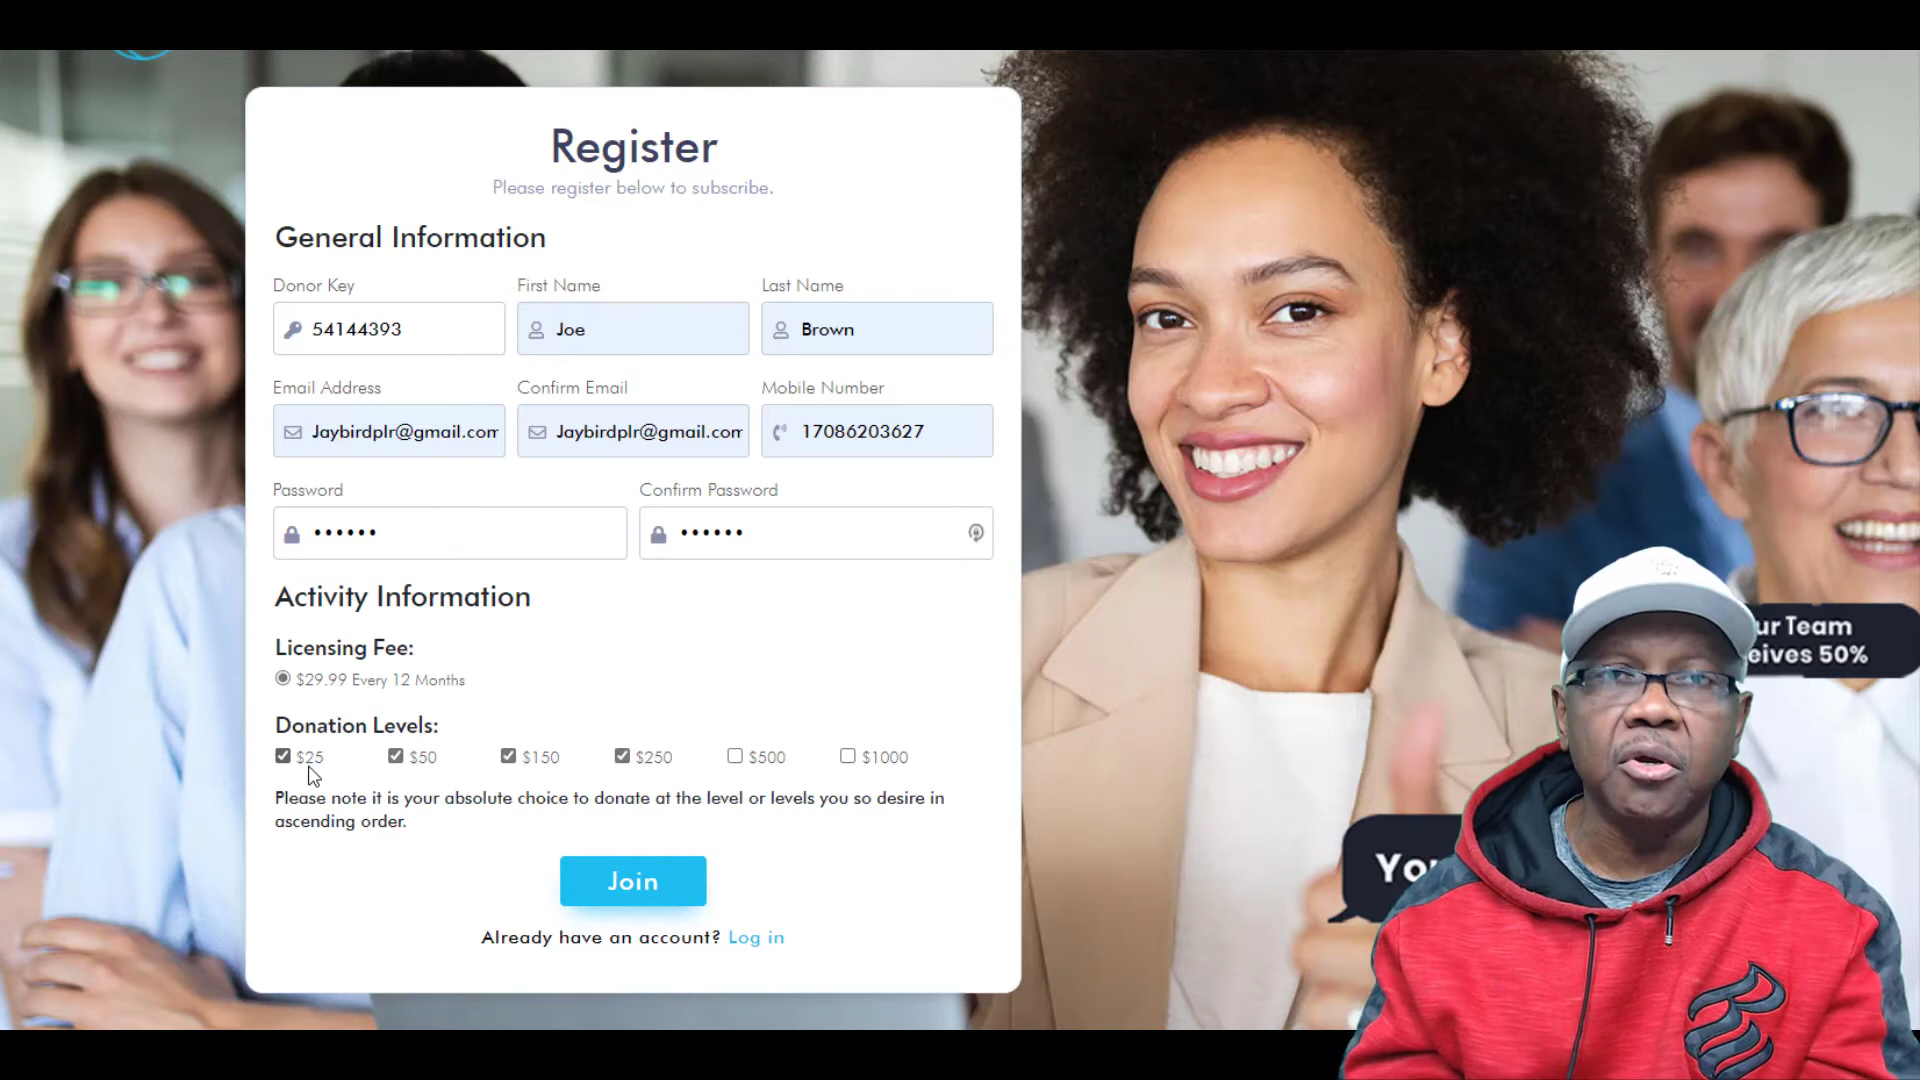 Register
Please register below to subscribe.
General Information
Donor Key
First Name
Last Name
54144393
Joe
Brown
Email Address
Confirm Email
Mobile Number
Jaybirdplr@gmail.com
Jaybirdplr@gmail.com
17086203627
Password
Confirm Password
••••••
••••••
Activity Information
Licensing Fee:
$29.99 Every 12 Months
Donation Levels:
$25
$50
$150
$250
$500
$1000
Please note it is your absolute choice to donate at the level or levels you so desire in
ascending order.
Join
Already have an account? Log in
ur Team
eives 50%
You